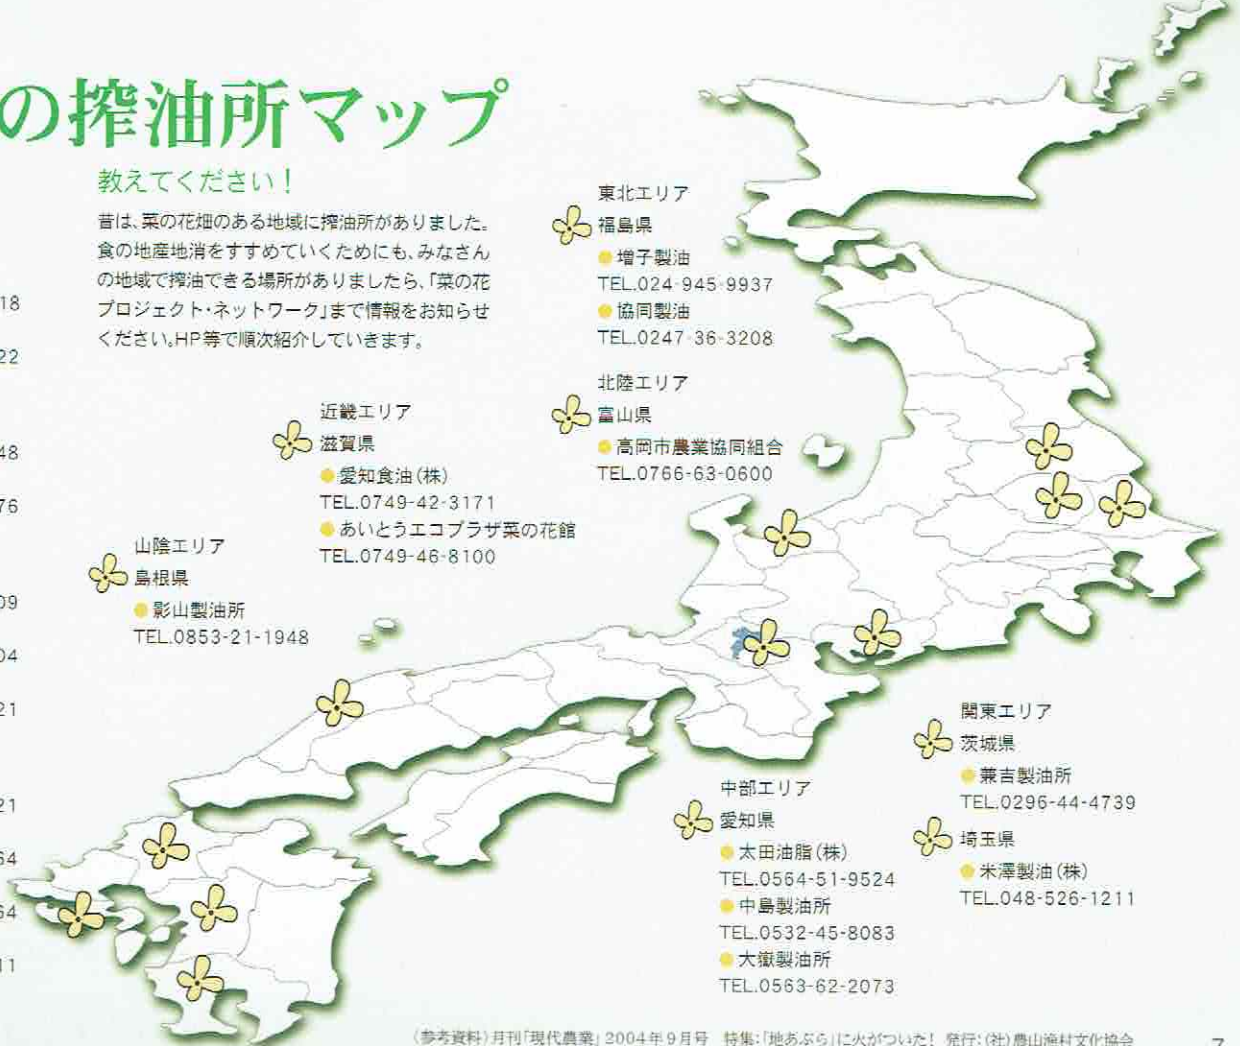 の搾油所マップ
教えてください！
昔は、菜の花畑のある地域に搾油所がありました。
食の地産地消をすすめていくためにも、みなさん
の地域で搾油できる場所がありましたら、「菜の花
プロジェクト・ネットワーク」まで情報をお知らせ
ください。HP等で順次紹介していきます。
18
22
48
76
09
04
21
21
64
64
11
東北エリア
福島県
増子製油
TEL.024-945-9937
協同製油
TEL.0247-36-3208
北陸エリア
富山県
高岡市農業協同組合
TEL.0766-63-0600
近畿エリア
滋賀県
愛知食油(株)
TEL.0749-42-3171
あいとうエコプラザ菜の花館
TEL.0749-46-8100
山陰エリア
島根県
影山製油所
TEL.0853-21-1948
関東エリア
茨城県
兼吉製油所
TEL.0296-44-4739
埼玉県
米澤製油(株)
TEL.048-526-1211
中部エリア
愛知県
太田油脂(株)
TEL.0564-51-9524
中島製油所
TEL.0532-45-8083
大嶽製油所
TEL.0563-62-2073
(参考資料)月刊「現代農業」2004年9月号 特集:「地あぶら」に火がついた! 発行:(社)農山漁村文化協会
7